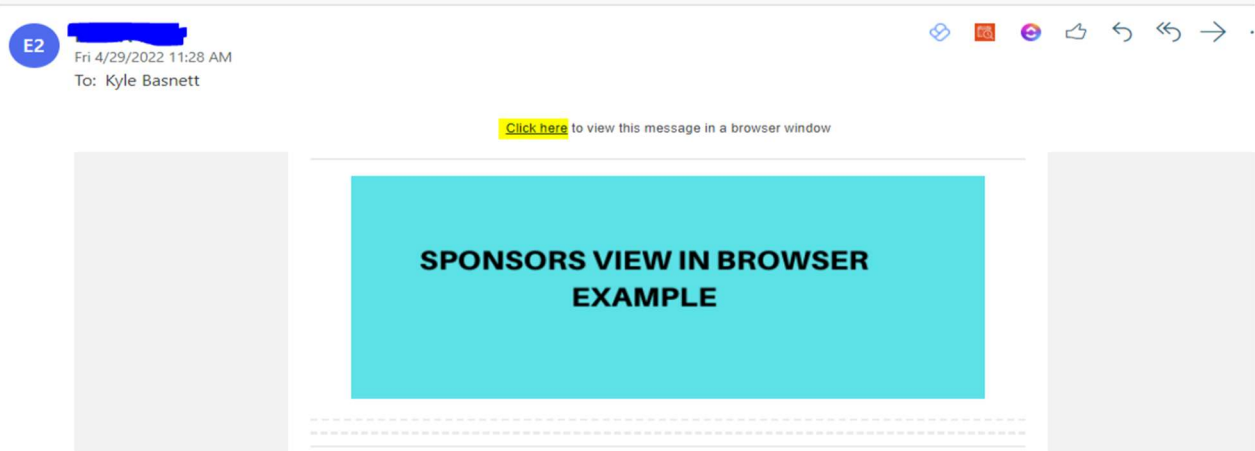 E2
Fri 4/29/2022 11:28 AM
To: Kyle Basnett
Click here to view this message in a browser window
SPONSORS VIEW IN BROWSER
EXAMPLE